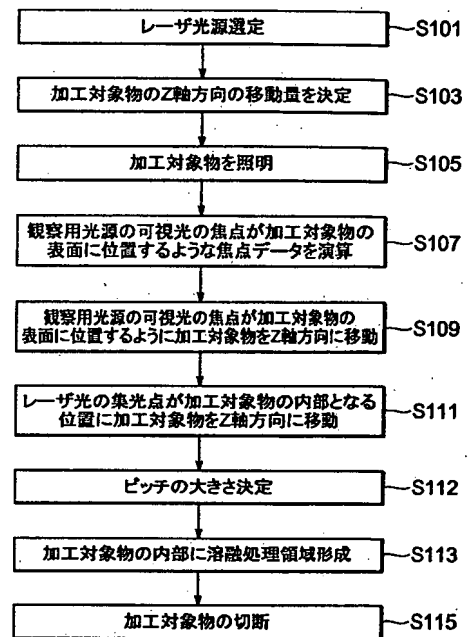 レーザ光源選定
S101
加工対象物のZ軸方向の移動量を決定
S103
加工対象物を照明
S105
観察用光源の可視光の焦点が加工対象物の
表面に位置するような焦点データを演算
S107
観察用光源の可視光の焦点が加工対象物の
表面に位置するように加工対象物をZ軸方向に移動
S109
レーザ光の集光点が加工対象物の内部となる
位置に加工対象物をZ軸方向に移動
S111
ピッチの大きさ決定
S112
加工対象物の内部に溶融処理領域形成
S113
加工対象物の切断
S115